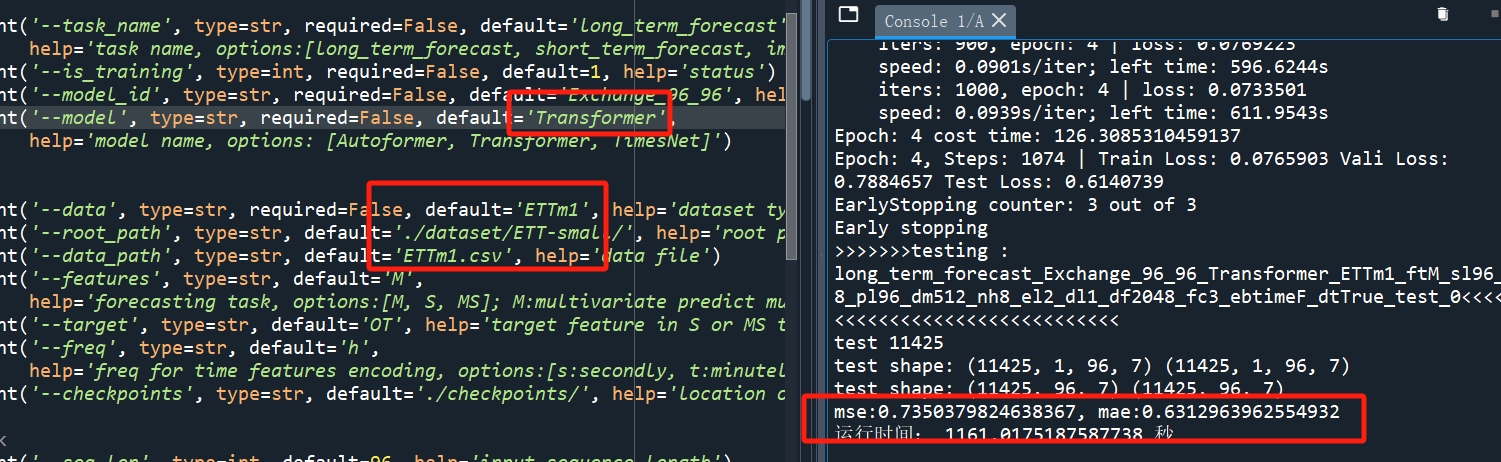 nt('--task_name', type=str, required=False, default='long_term_forecast'
help='task name, options:[long_term_forecast, short_term_forecast, im
nt('--is_training', type=int, required=False, default=1, help='status')
nt('--model_id', type=str, required=False, default='Exchange_96_96', hel
nt('--model', type=str, required=False, default='Transformer',
help='model name, options: [Autoformer, Transformer, TimesNet]')
nt('--data', type=str, required=False, default='ETTm1', help='dataset ty
nt('--root_path', type=str, default='./dataset/ETT-small/', help='root p
nt('--data_path', type=str, default='ETTm1.csv', help='data file')
nt('--features', type=str, default='M',
help='forecasting task, options:[M, S, MS]; M:multivariate predict mu
nt('--target', type=str, default='OT', help='target feature in S or MS t
nt('--freq', type=str, default='h',
help='freq for time features encoding, options:[s:secondly, t:minutel
nt('--checkpoints', type=str, default='./checkpoints/', help='location o
k
nt('--seq_len', type=int, default=96, help='input sequence length')
Console 1/A
iters: 900, epoch: 4 | loss: 0.0769223
speed: 0.0901s/iter; left time: 596.6244s
iters: 1000, epoch: 4 | loss: 0.0733501
speed: 0.0939s/iter; left time: 611.9543s
Epoch: 4 cost time: 126.3085310459137
Epoch: 4, Steps: 1074 | Train Loss: 0.0765903 Vali Loss:
0.7884657 Test Loss: 0.6140739
EarlyStopping counter: 3 out of 3
Early stopping
>>>>>>>testing :
long_term_forecast_Exchange_96_96_Transformer_ETTm1_ftM_sl96_
8_pl96_dm512_nh8_el2_dl1_df2048_fc3_ebtimeF_dtTrue_test_0<<<<
<<<<<<<<<<<<<<<<<<<<<<<<<<
test 11425
test shape: (11425, 1, 96, 7) (11425, 1, 96, 7)
test shape: (11425, 96, 7) (11425, 96, 7)
mse:0.7350379824638367, mae:0.6312963962554932
运行时间: 1161.0175187587738 秒